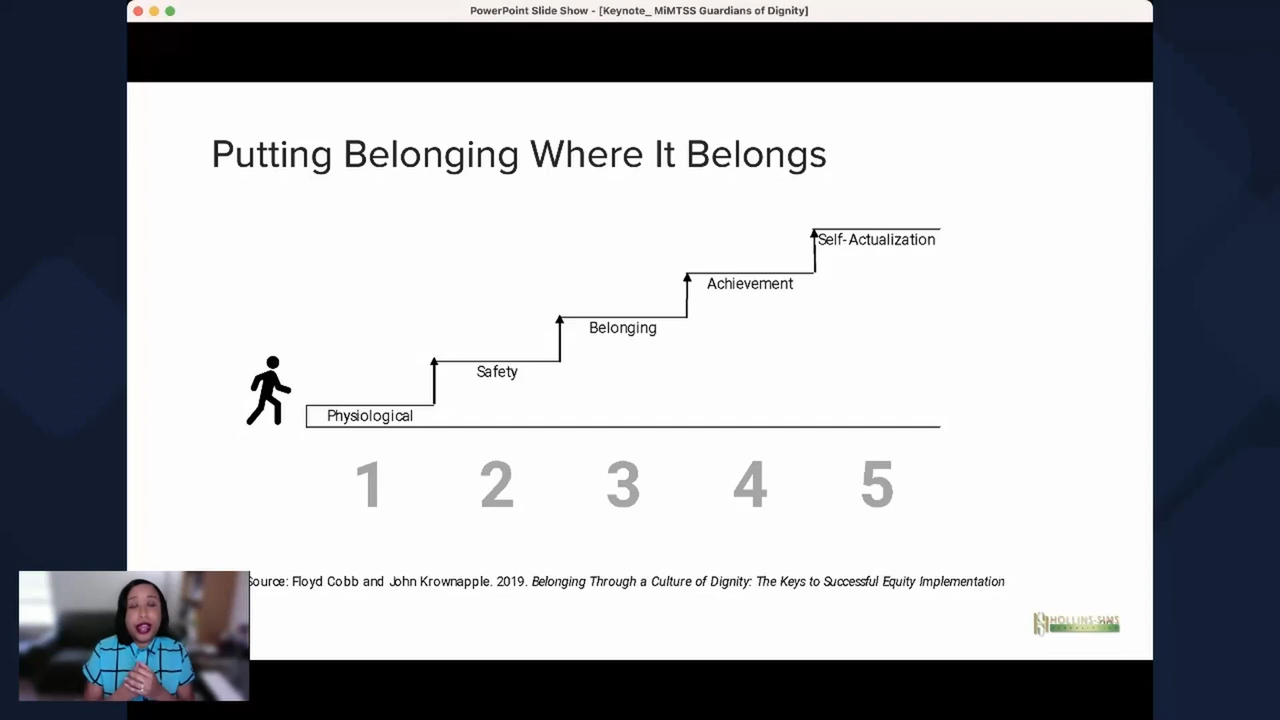 PowerPoint Slide Show - [Keynote_ MiMTSS Guardians of Dignity]
Putting Belonging Where It Belongs
Self-Actualization
Achievement
Belonging
Safety
Physiological
1 2 3 4 5
Source: Floyd Cobb and John Krownapple. 2019. Belonging Through a Culture of Dignity: The Keys to Successful Equity Implementation
HOLLINS-SIMS